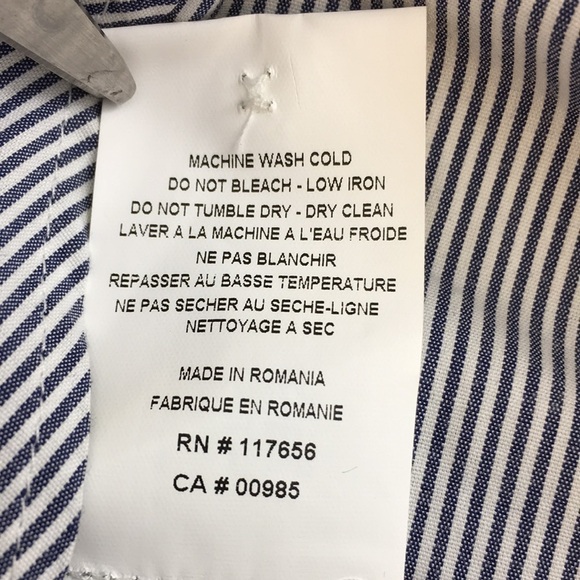 MACHINE WASH COLD
DO NOT BLEACH - LOW IRON
DO NOT TUMBLE DRY - DRY CLEAN
LAVER A LA MACHINE A L'EAU FROIDE
NE PAS BLANCHIR
REPASSER AU BASSE TEMPERATURE
NE PAS SECHER AU SECHE-LIGNE
NETTOYAGE A SEC
MADE IN ROMANIA
FABRIQUE EN ROMANIE
RN # 117656
CA # 00985